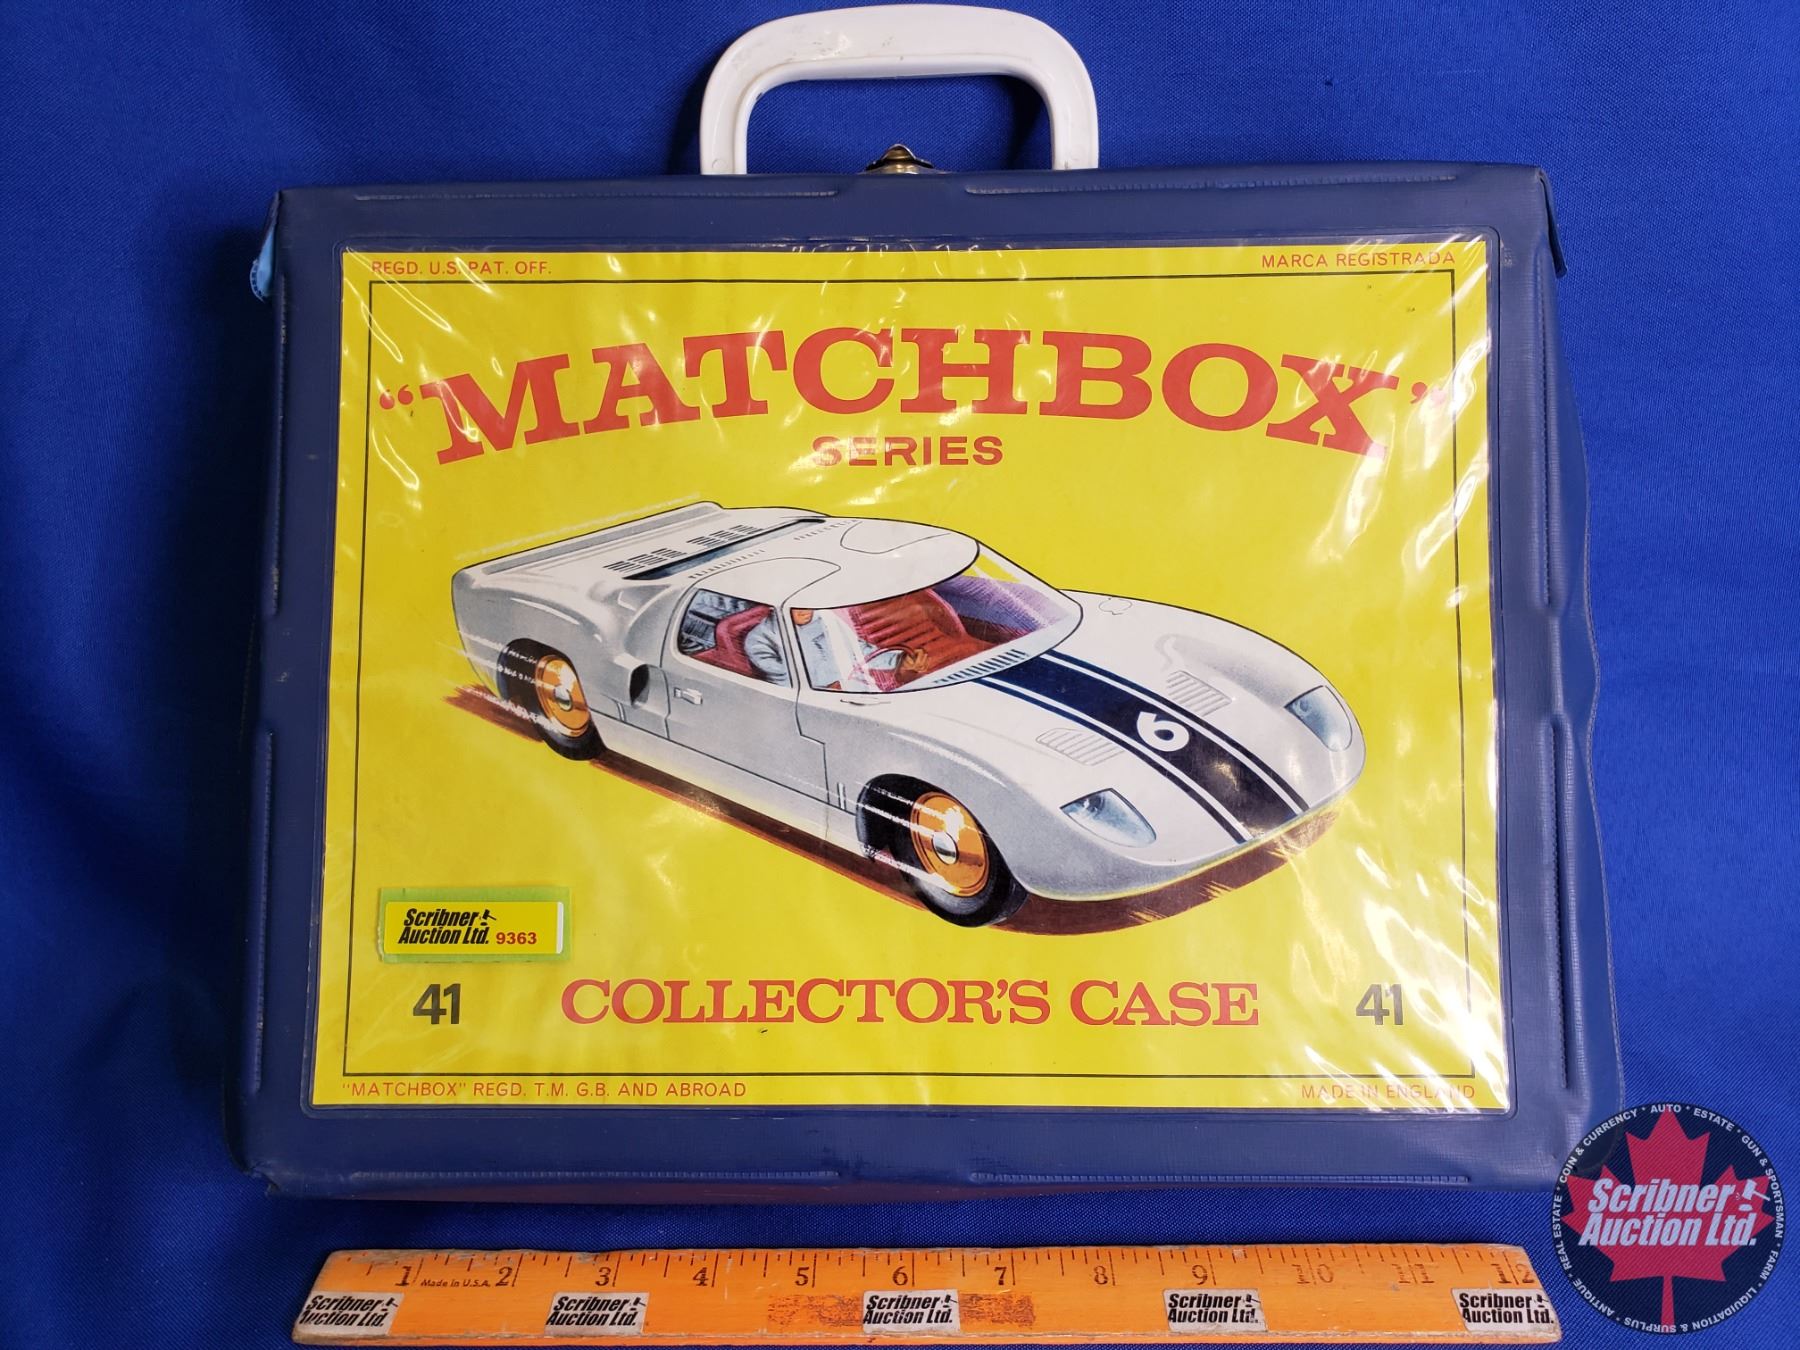 REGD. U.S. PAT. OFF.
MARCA REGISTRADA
"MATCHBOX"
SERIES
6
Scribner
Auction Ltd. 9363
41
COLLECTOR'S CASE
41
"MATCHBOX" REGD. T.M. G.B. AND ABROAD
MADE IN ENGLAND
1 2 3 4 5 6 7 8 9 10 11 12
Made in U.S.A.
Scribner
Auction Ltd.
Scribner
Auction Ltd.
Scribner
Auction Ltd.
Scribner
Auction Ltd.
Scribner
Auction Ltd.
ANTIQUE * REAL ESTATE * COIN & CURRENCY * AUTO * ESTATE * GUN & SPORTSMAN * FARM * LIQUIDATION & SURPLUS *
Scribner
Auction Ltd.